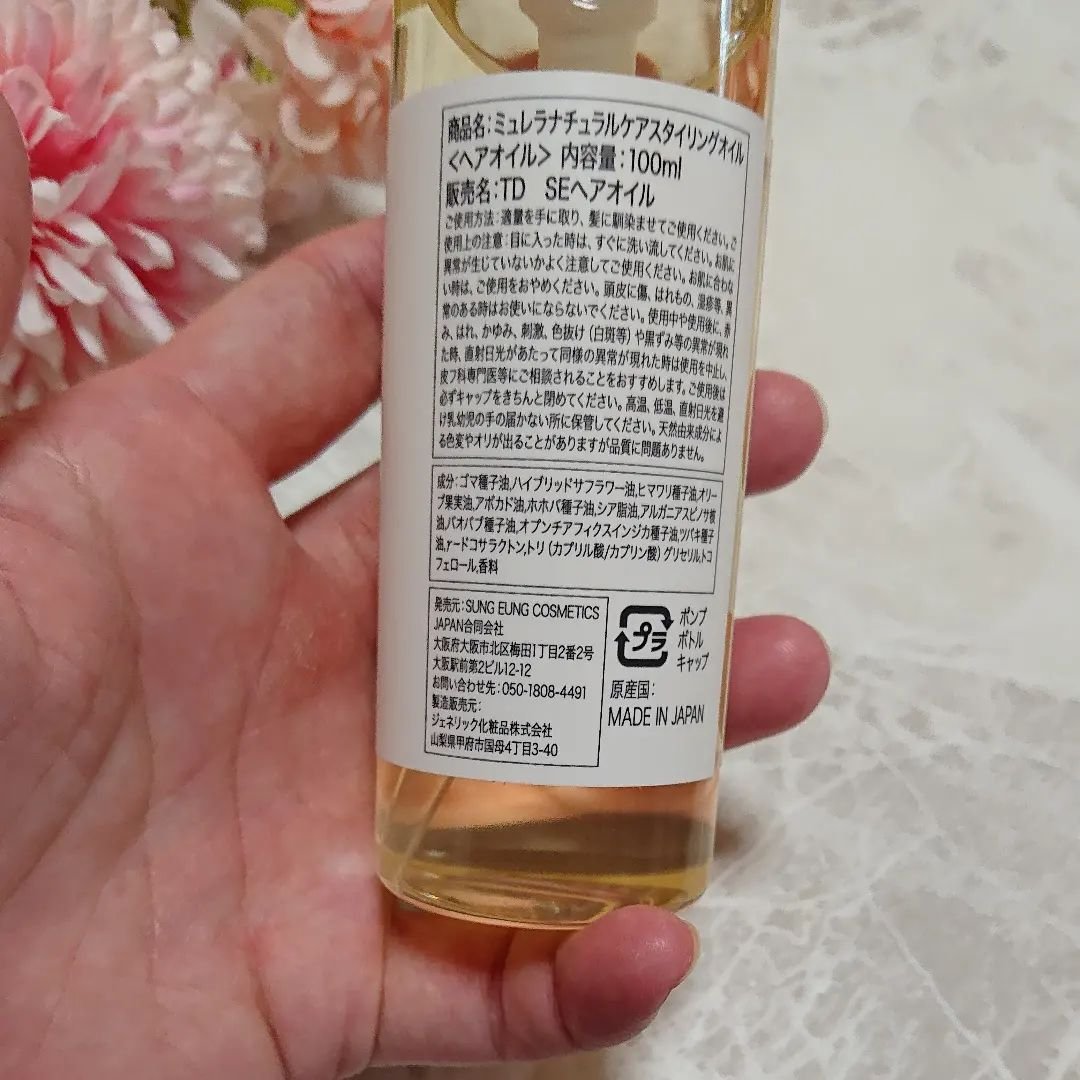 商品名:ミュレラナチュラルケアスタイリングオイル
<ヘアオイル> 内容量:100ml
販売名:TD SEヘアオイル
ご使用方法:適量を手に取り、髪に馴染ませてご使用ください。ご
使用上の注意:目に入った時は、すぐに洗い流してください。お肌に
異常が生じていないかよく注意してご使用ください。お肌に合わな
い時は、ご使用をおやめください。頭皮に傷、はれもの、湿疹等、異
常のある時はお使いにならないでください。使用中や使用後に、赤
み、はれ、かゆみ、刺激、色抜け(白斑等)や黒ずみ等の異常が現れ
た時、直射日光があたって同様の異常が現れた時は使用を中止し、
皮フ科専門医等にご相談されることをおすすめします。ご使用後は
必ずキャップをきちんと閉めてください。高温、低温、直射日光を避
け乳幼児の手の届かない所に保管してください。天然由来成分によ
る色変やオリが出ることがありますが品質に問題ありません。
成分:ゴマ種子油,ハイブリッドサフラワー油,ヒマワリ種子油,オリー
ブ果実油,アボカド油,ホホバ種子油,シア脂油,アルガニアスピノサ核
油,バオバブ種子油,オプンチアフィクスインジカ種子油,ツバキ種子
油,γードコサラクトン,トリ(カプリル酸/カプリン酸)グリセリル,トコ
フェロール,香料
発売元:SUNG EUNG COSMETICS
JAPAN合同会社
大阪府大阪市北区梅田1丁目2番2号
大阪駅前第2ビル12-12
お問い合わせ先:050-1808-4491
製造販売元:
ジェネリック化粧品株式会社
山梨県甲府市国母4丁目3-40
プラ
ポンプ
ボトル
キャップ
原産国:
MADE IN JAPAN